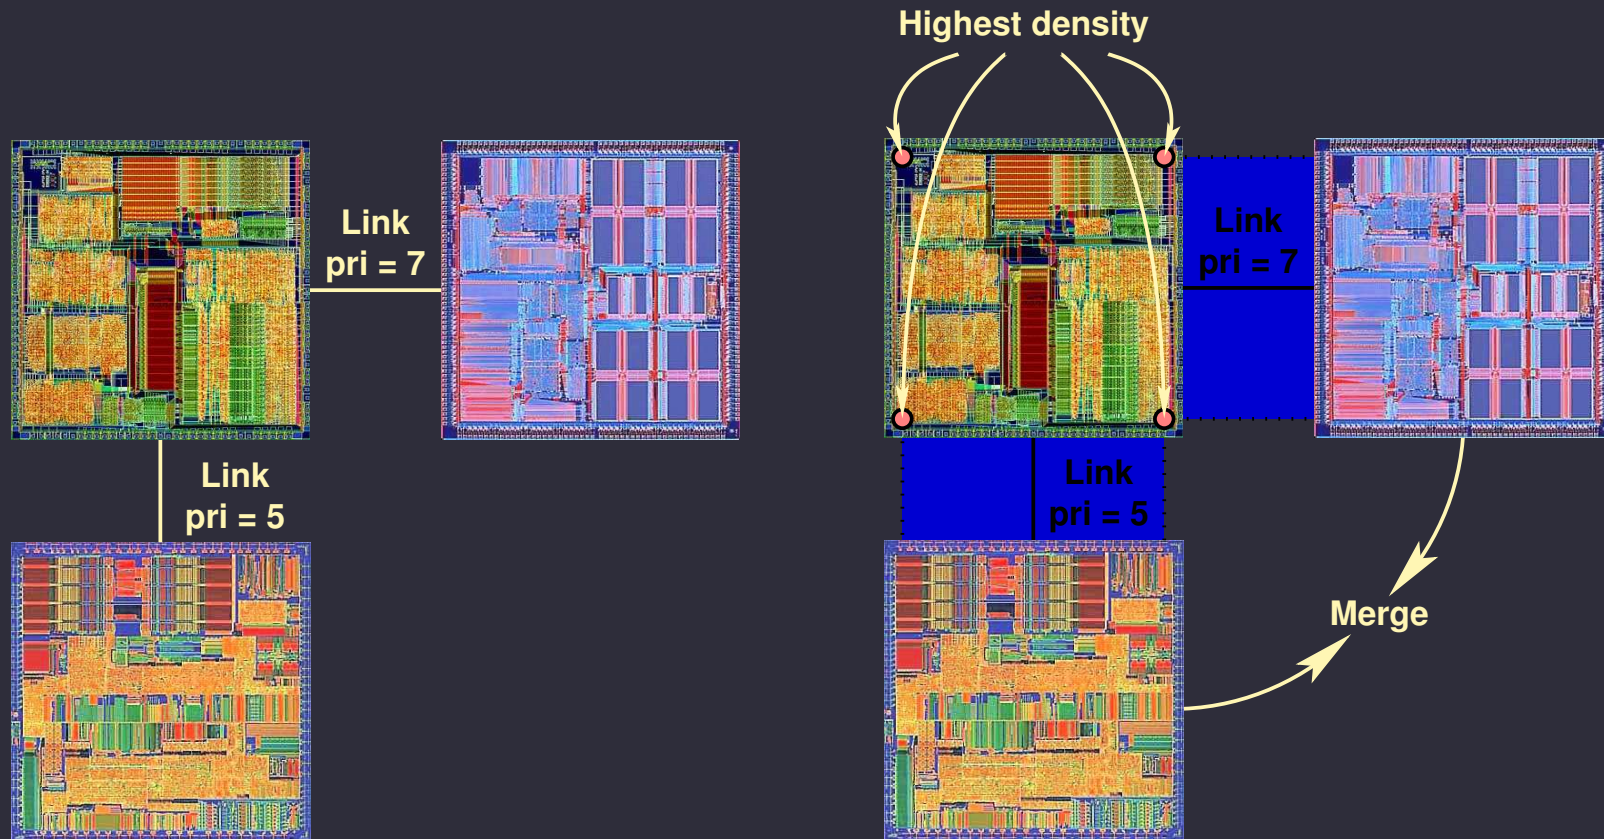 Highest density
Link
pri = 7
Link
pri = 5
Link
pri = 7
Link
pri = 5
Merge